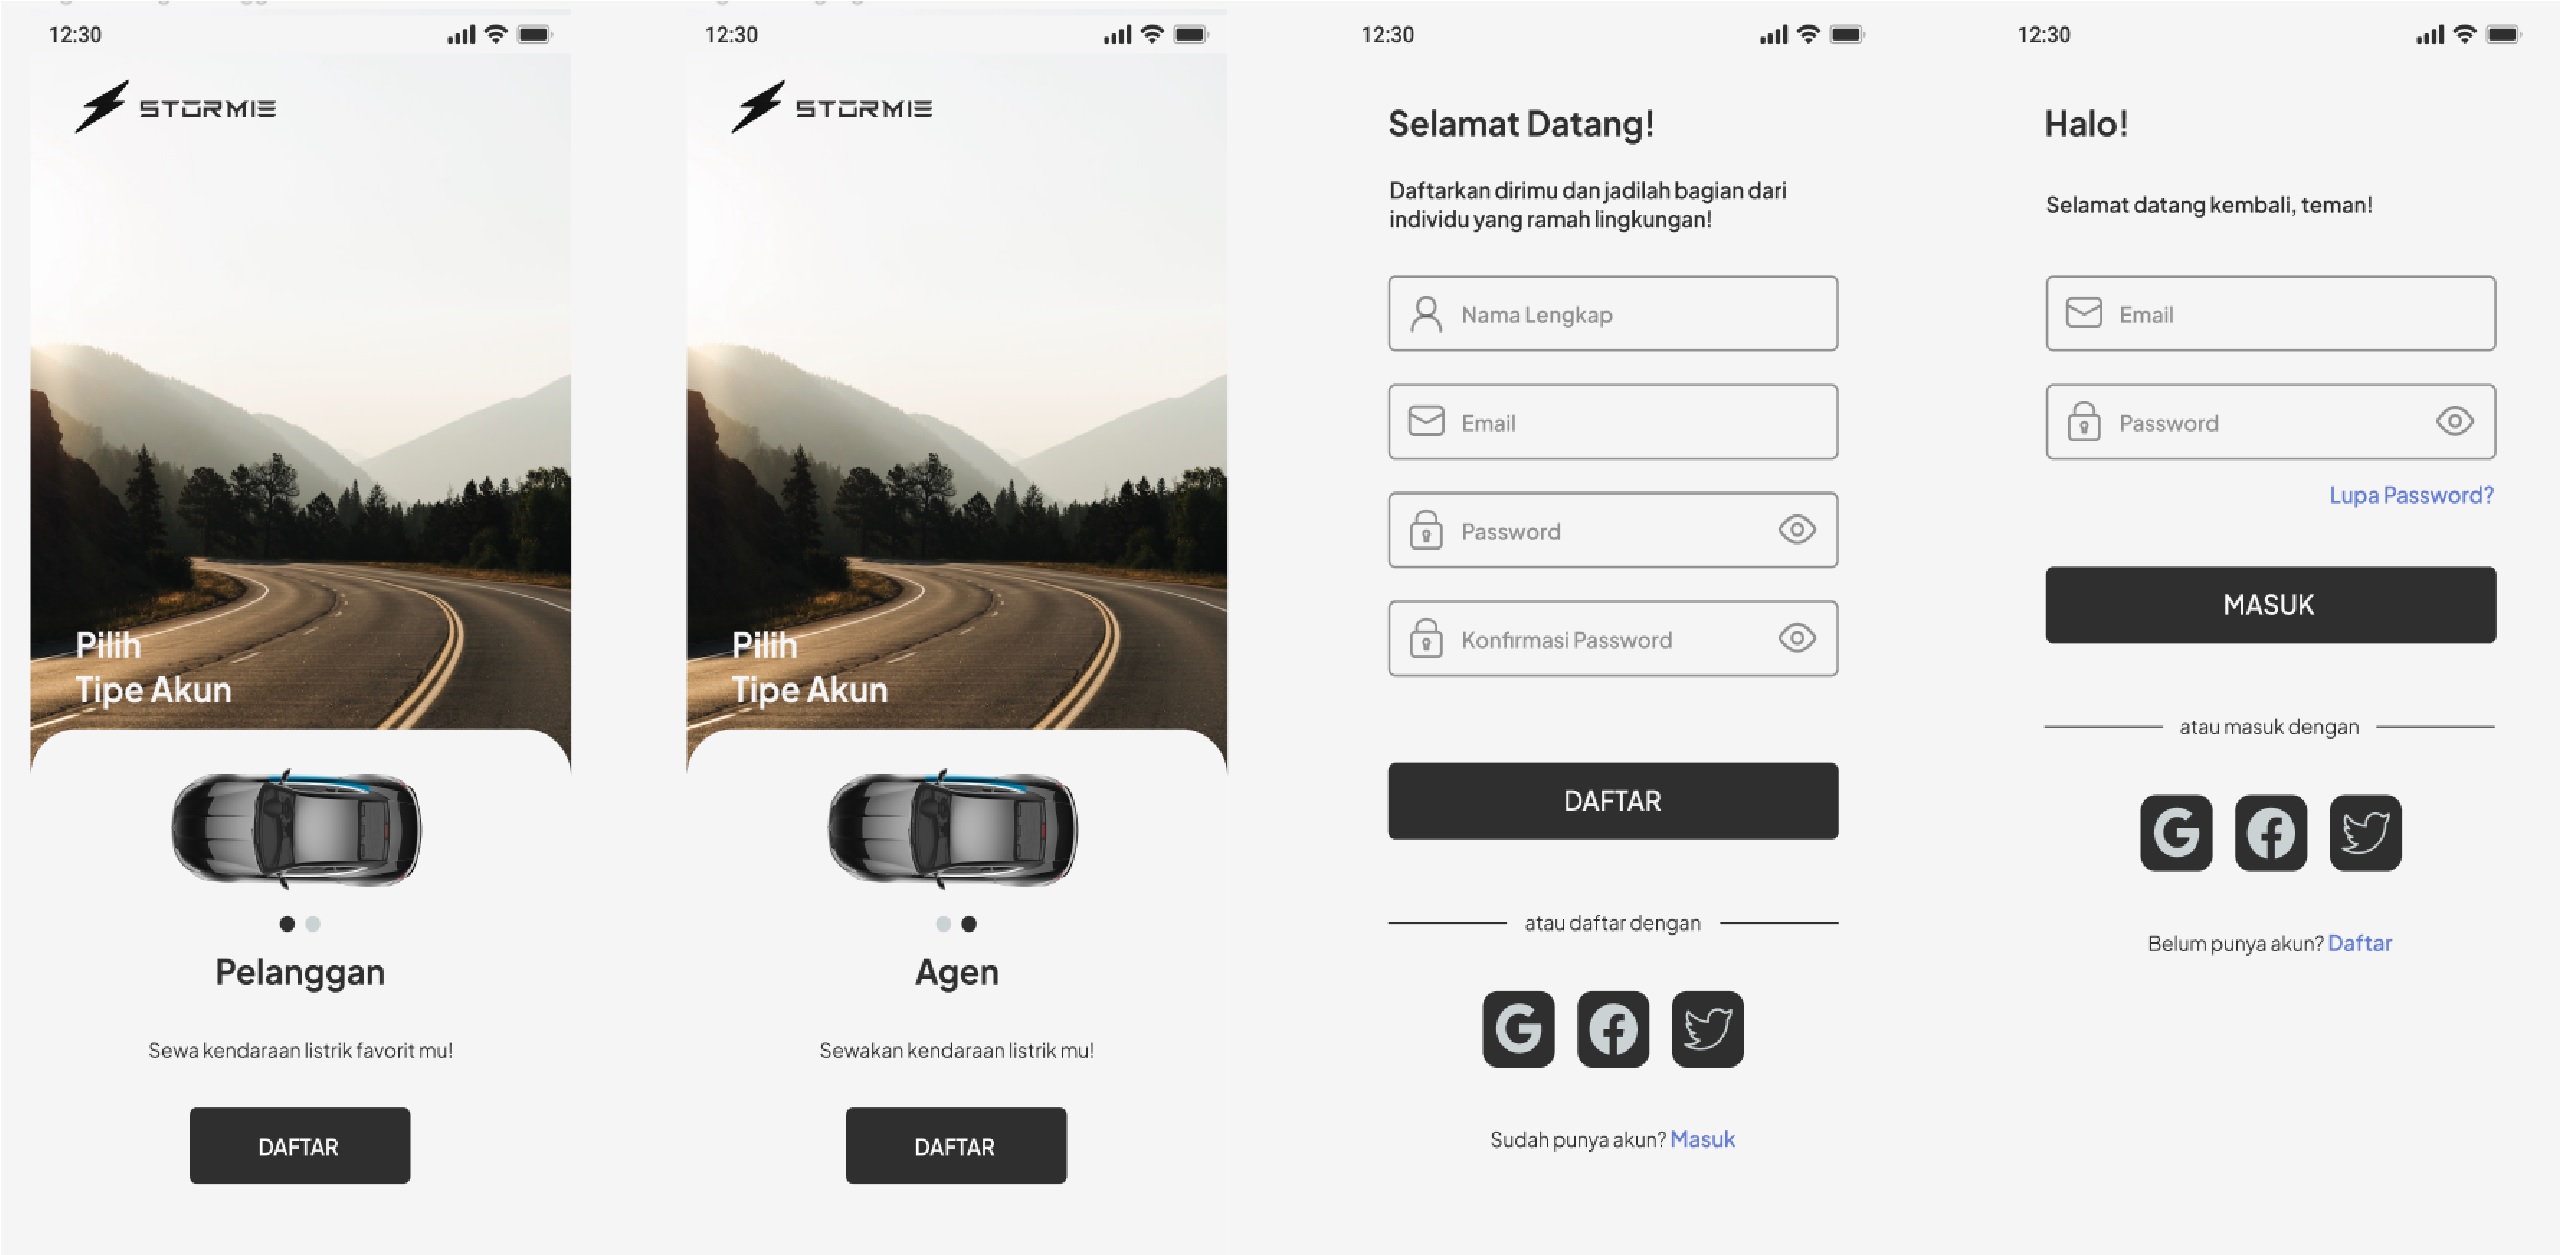 12:30
STORMIE
Pilih
Tipe Akun
Pelanggan
Sewa kendaraan listrik favorit mu!
DAFTAR
12:30
STORMIE
Pilih
Tipe Akun
Agen
Sewakan kendaraan listrik mu!
DAFTAR
12:30
Selamat Datang!
Daftarkan dirimu dan jadilah bagian dari
individu yang ramah lingkungan!
Nama Lengkap
Email
Password
Konfirmasi Password
DAFTAR
atau daftar dengan
Sudah punya akun? Masuk
12:30
Halo!
Selamat datang kembali, teman!
Email
Password
Lupa Password?
MASUK
atau masuk dengan
Belum punya akun? Daftar